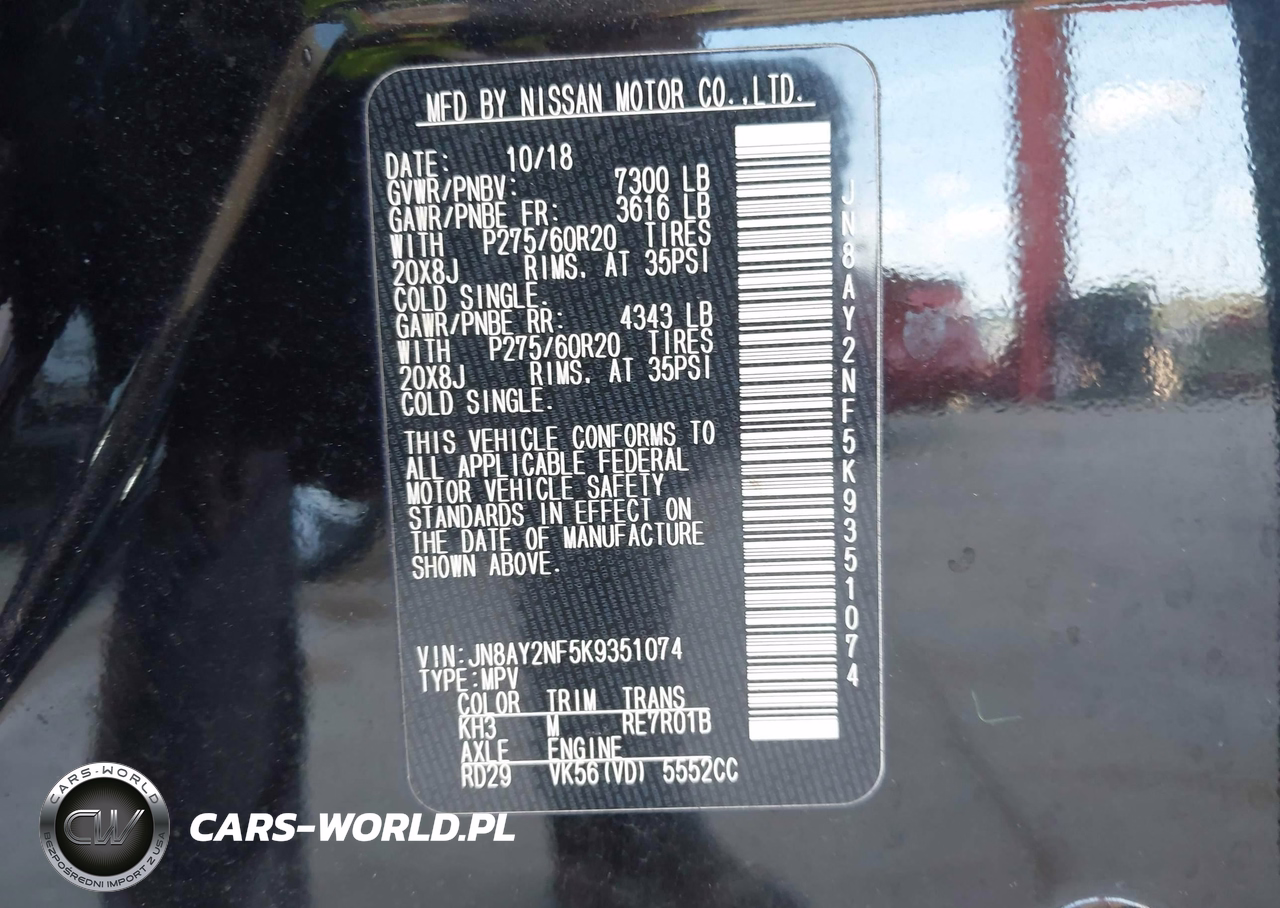 MFD BY NISSAN MOTOR CO.,LTD.
DATE: 10/18
GVWR/PNBV: 7300 LB
GAWR/PNBE FR: 3616 LB
WITH P275/60R20 TIRES
20X8J RIMS. AT 35PSI
COLD SINGLE.
GAWR/PNBE RR: 4343 LB
WITH P275/60R20 TIRES
20X8J RIMS. AT 35PSI
COLD SINGLE.
THIS VEHICLE CONFORMS TO
ALL APPLICABLE FEDERAL
MOTOR VEHICLE SAFETY
STANDARDS IN EFFECT ON
THE DATE OF MANUFACTURE
SHOWN ABOVE.
VIN:JN8AY2NF5K9351074
TYPE:MPV
COLOR TRIM TRANS
KH3 M RE7R01B
AXLE ENGINE
RD29 VK56(VD) 5552CC
JN8AY2NF5K9351074
CARS-WORLD
CW
BEZPOŚREDNI IMPORT Z USA
CARS-WORLD.PL